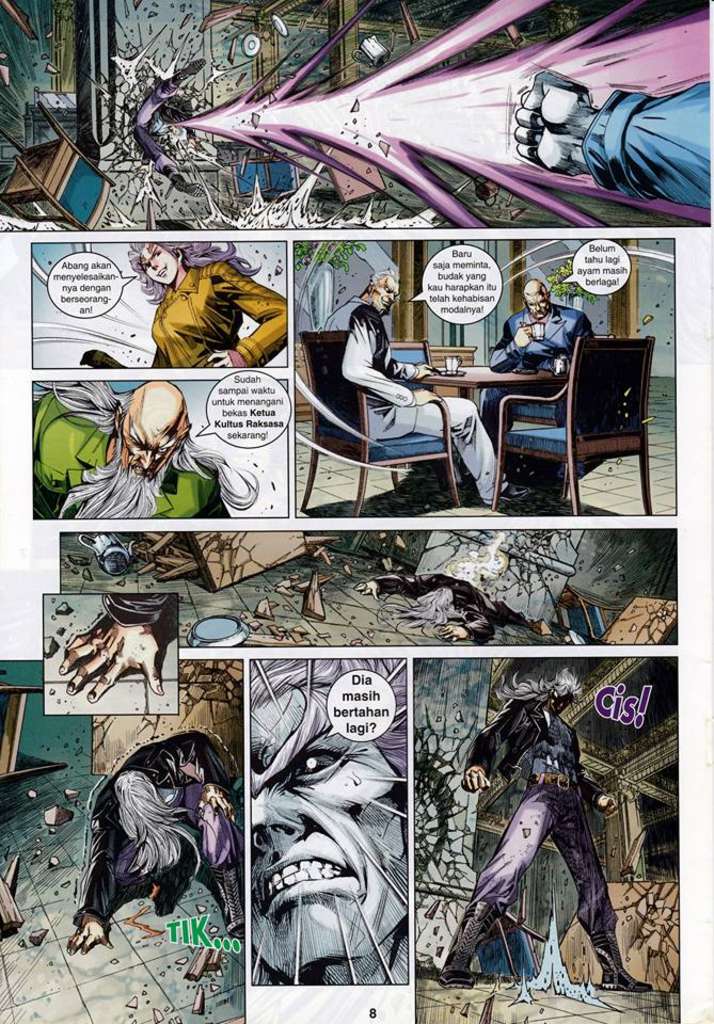 Abang akan
menyelesaikan-
nya dengan
berseorang-
an!
Sudah
sampai waktu
untuk menangani
bekas Ketua
Kultus Raksasa
sekarang!
Baru
saja meminta,
budak yang
kau harapkan itu
telah kehabisan
modalnya!
Belum
tahu lagi
ayam masih
berlaga!
TIK...
Dia
masih
bertahan
lagi?
Cis!
8